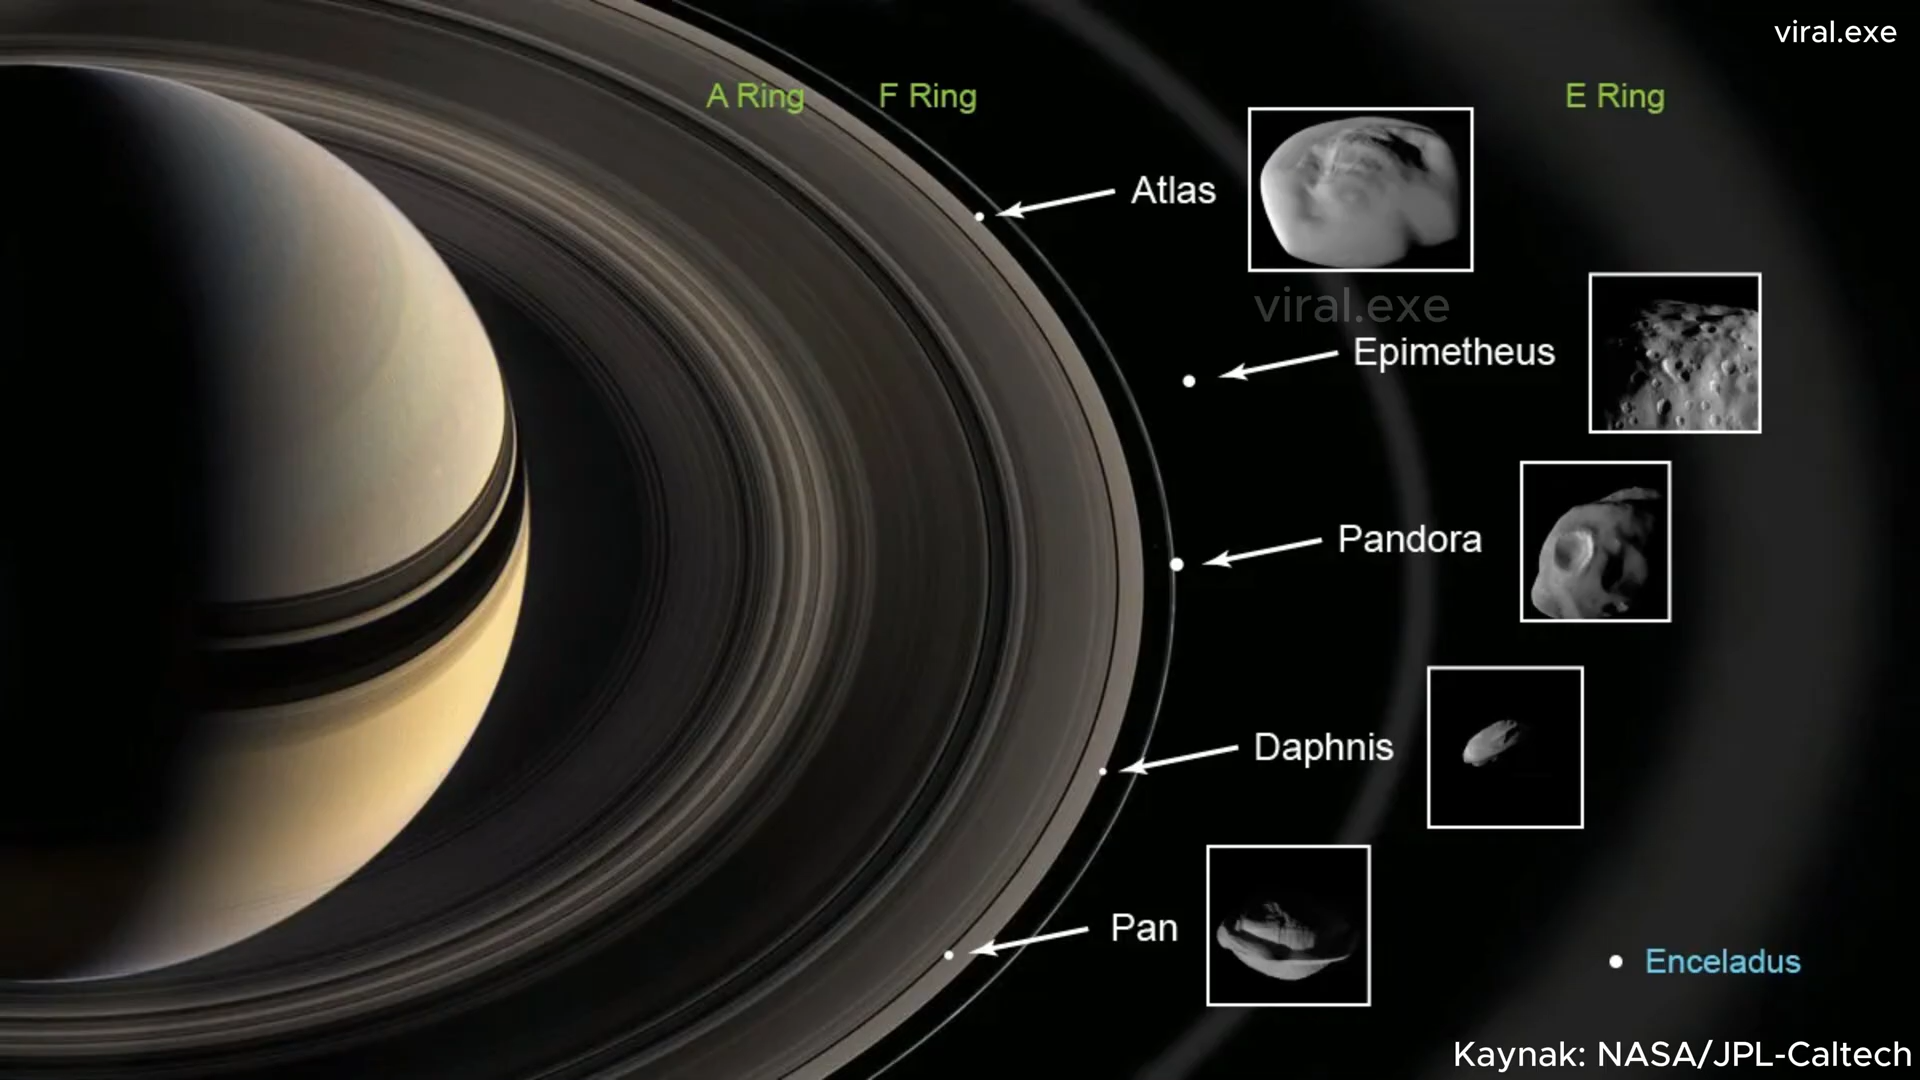 viral.exe
A Ring
F Ring
E Ring
Atlas
viral.exe
Epimetheus
Pandora
Daphnis
Pan
Enceladus
Kaynak: NASA/JPL-Caltech